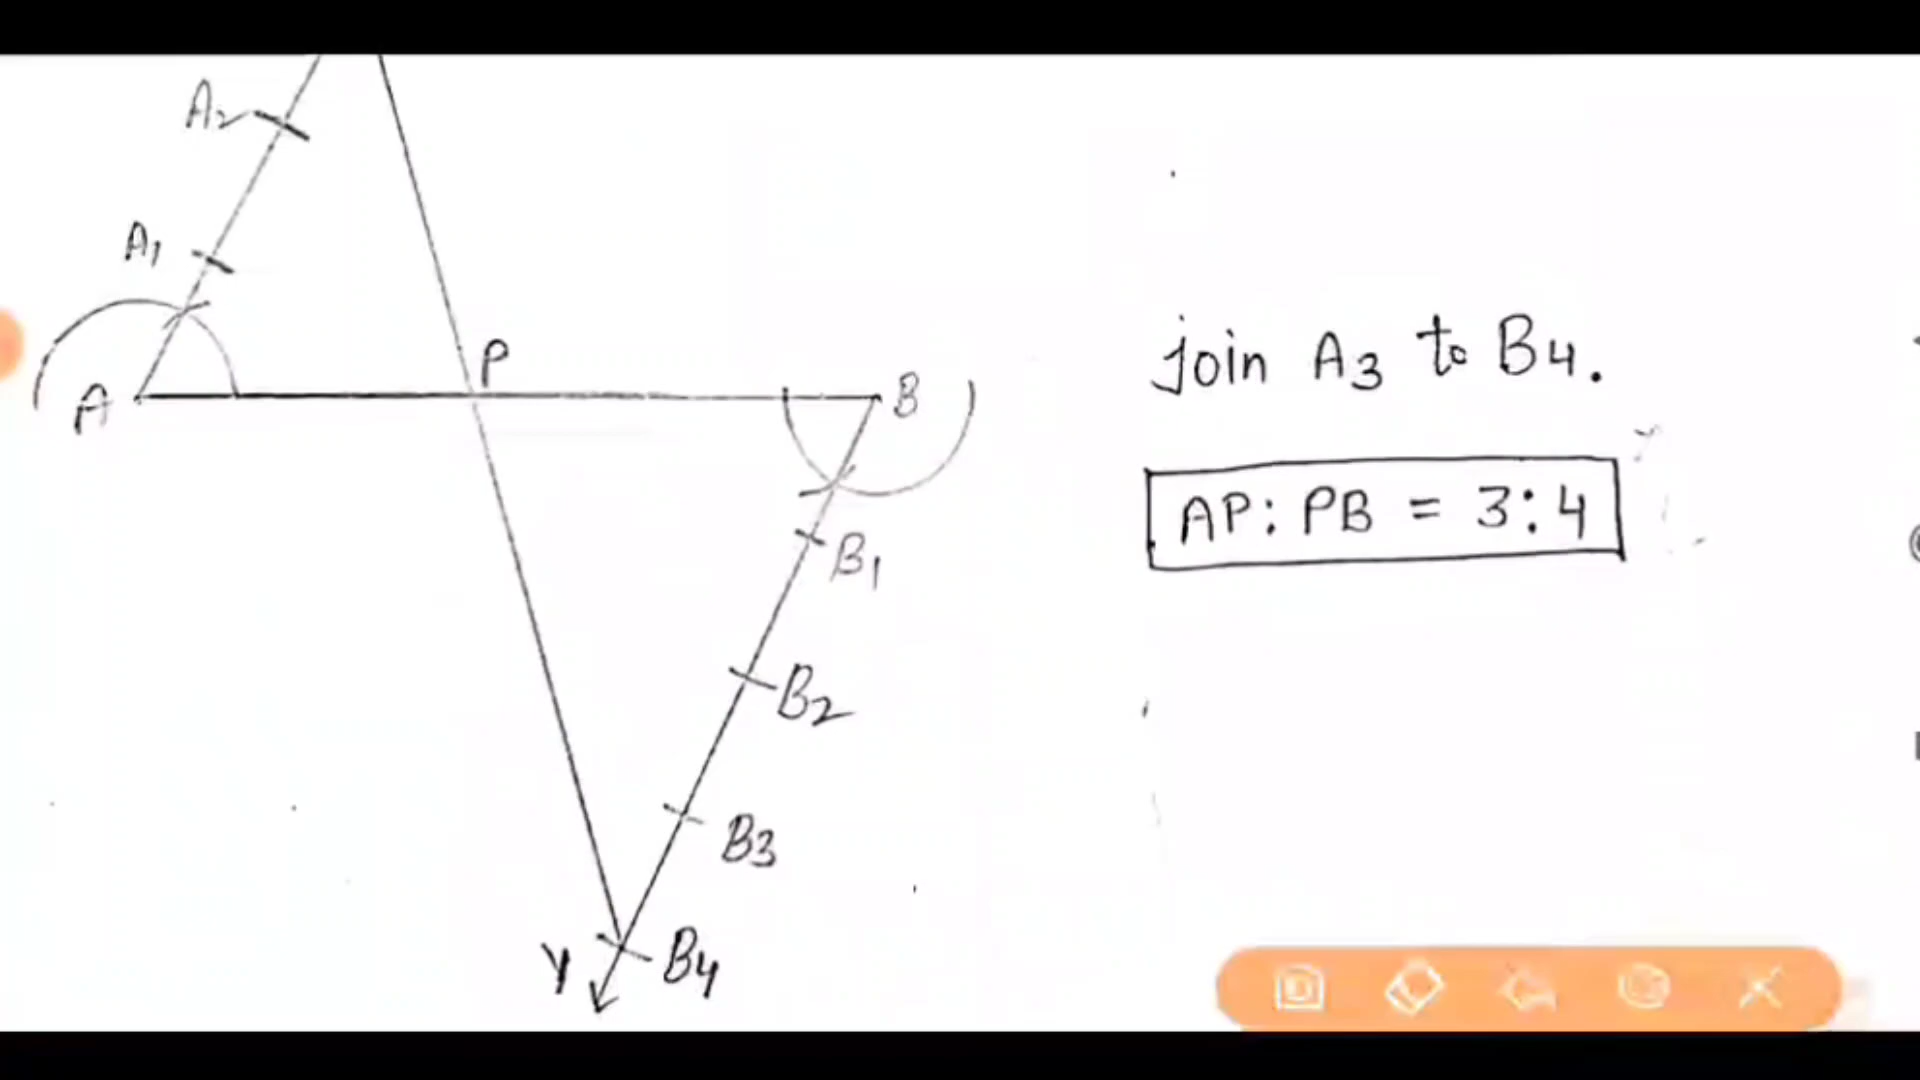 A2
A1
P
A
B
join A3 to B4.
AP: PB = 3:4
B1
B2
B3
Y
B4